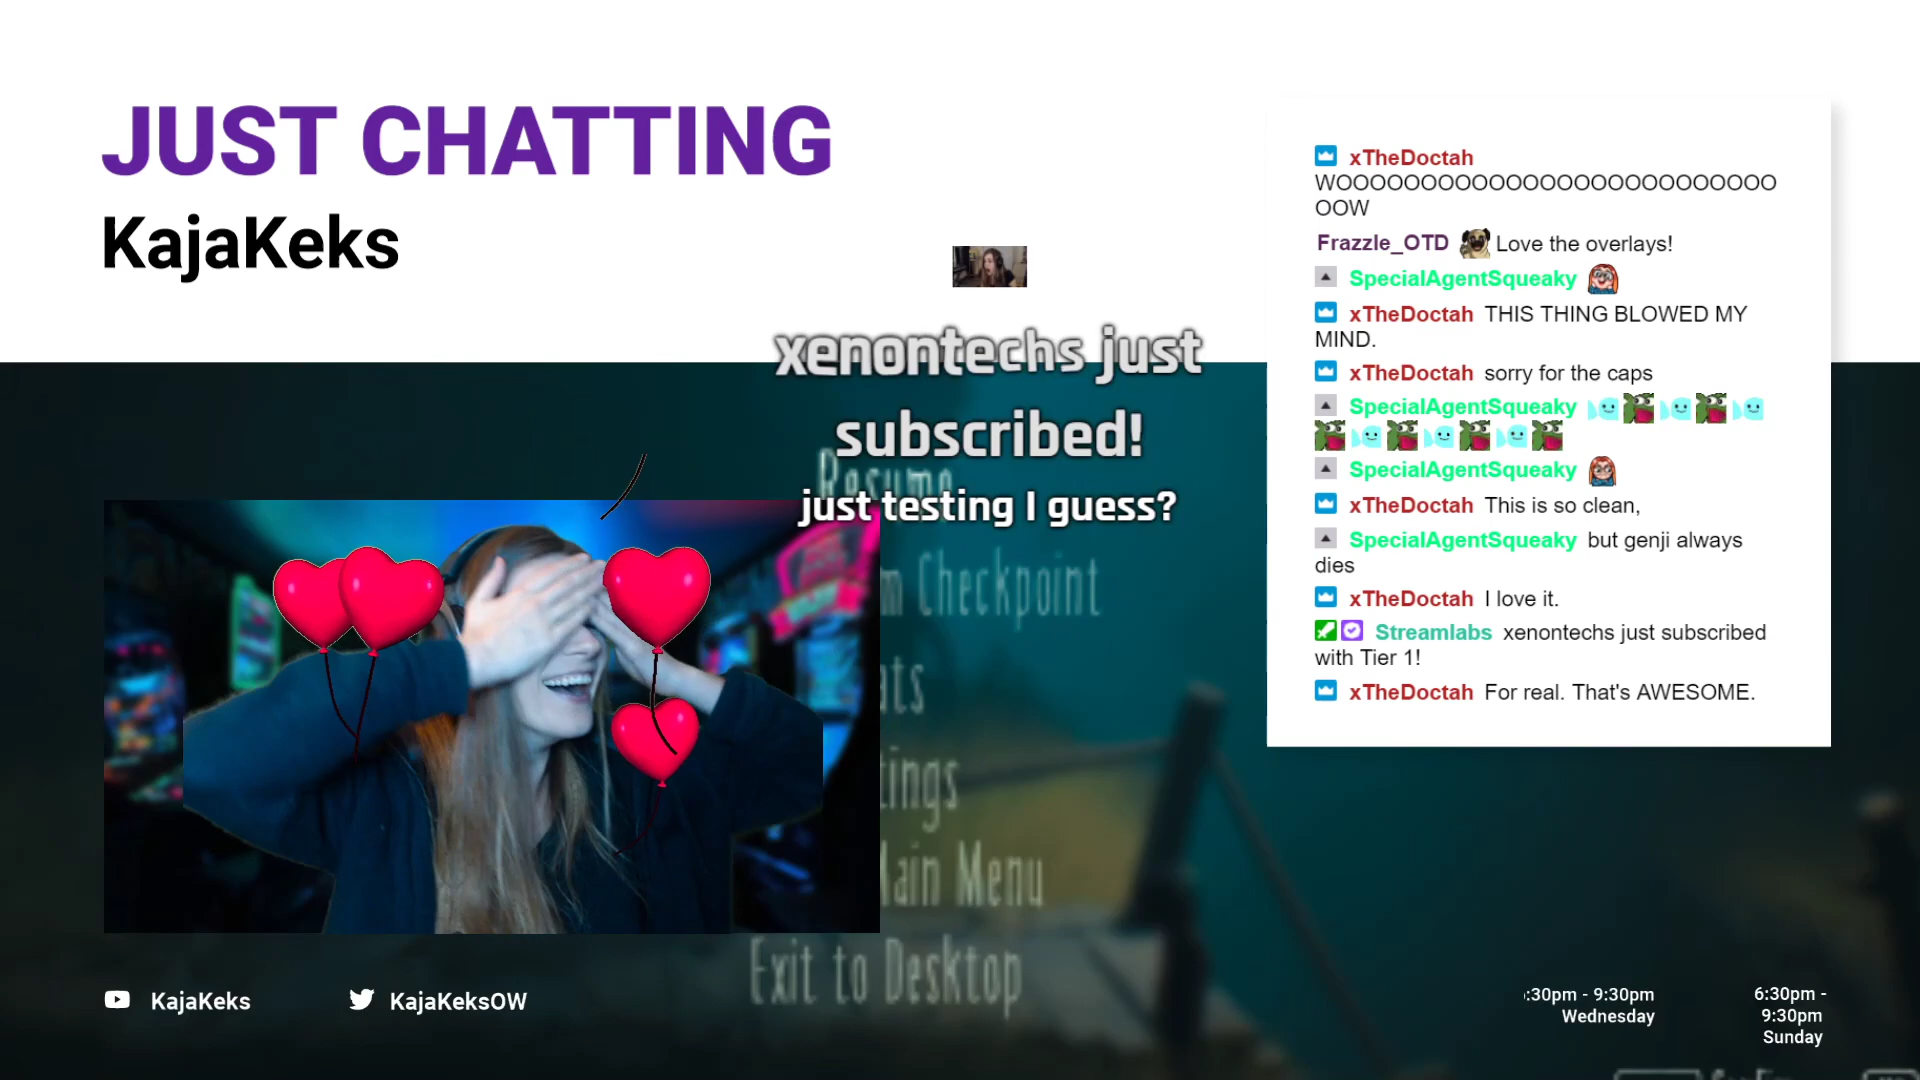 JUST CHATTING
KajaKeks
xenontechs just
subscribed!
just testing I guess?
Resume
Checkpoint
Main Menu
Exit to Desktop
xTheDoctah
WOOOOOOOOOOOOOOOOOOOOOOOOOO
OOW
Frazzle_OTD Love the overlays!
SpecialAgentSqueaky
xTheDoctah THIS THING BLOWED MY
MIND.
xTheDoctah sorry for the caps
SpecialAgentSqueaky
SpecialAgentSqueaky
xTheDoctah This is so clean,
SpecialAgentSqueaky but genji always
dies
xTheDoctah I love it.
Streamlabs xenontechs just subscribed
with Tier 1!
xTheDoctah For real. That's AWESOME.
KajaKeks
KajaKeksOW
:30pm - 9:30pm
Wednesday
6:30pm -
9:30pm
Sunday